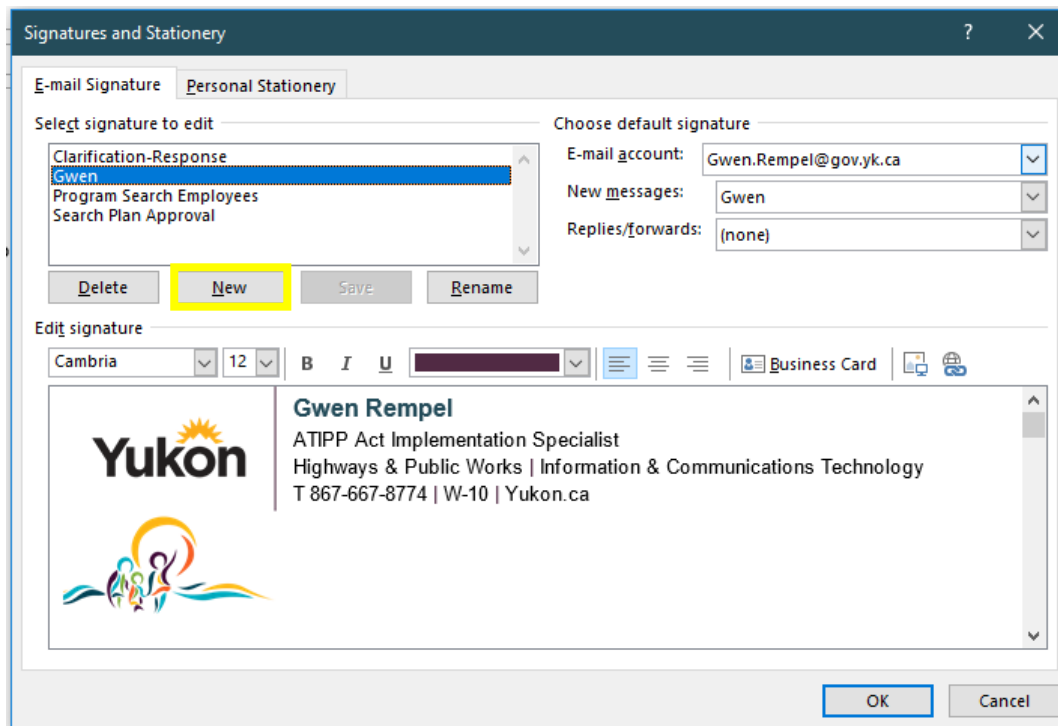 Signatures and Stationery ?
E-mail Signature Personal Stationery
Select signature to edit
Clarification-Response
Gwen
Program Search Employees
Search Plan Approval
Delete New Save Rename
Choose default signature
E-mail account: Gwen.Rempel@gov.yk.ca
New messages: Gwen
Replies/forwards: (none)
Edit signature
Cambria 12 B I U Business Card
Yukon
Gwen Rempel
ATIPP Act Implementation Specialist
Highways & Public Works | Information & Communications Technology
T 867-667-8774 | W-10 | Yukon.ca
OK Cancel